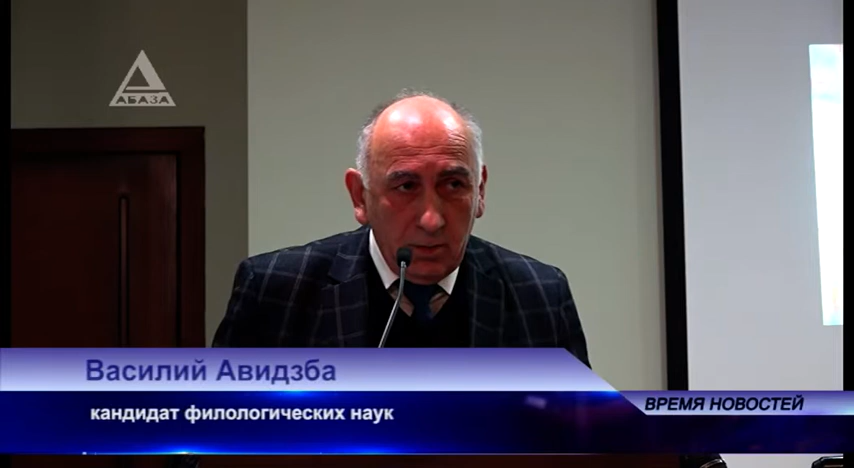 АБАЗА
Василий Авидзба
кандидат филологических наук
ВРЕМЯ НОВОСТЕЙ